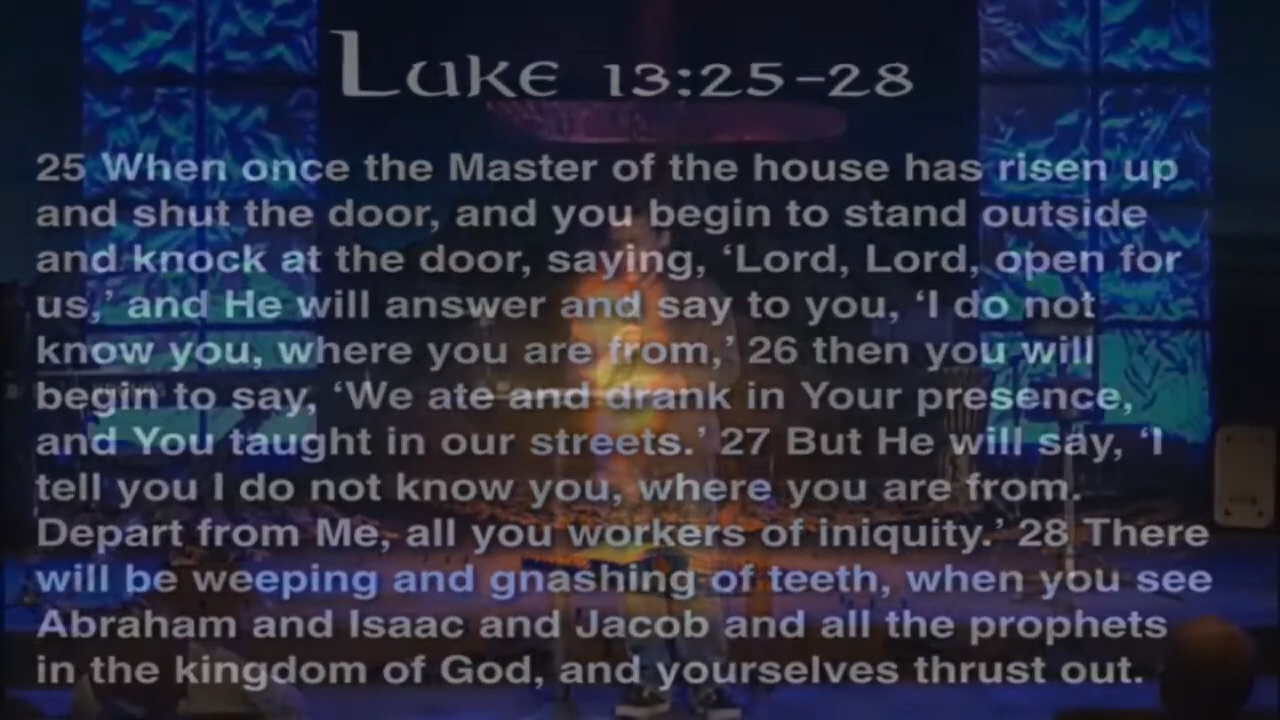 Luke 13:25-28
25 When once the Master of the house has risen up
and shut the door, and you begin to stand outside
and knock at the door, saying, ‘Lord, Lord, open for
us,’ and He will answer and say to you, ‘I do not
know you, where you are from,’ 26 then you will
begin to say, ‘We ate and drank in Your presence,
and You taught in our streets.’ 27 But He will say, ‘I
tell you I do not know you, where you are from.
Depart from Me, all you workers of iniquity.’ 28 There
will be weeping and gnashing of teeth, when you see
Abraham and Isaac and Jacob and all the prophets
in the kingdom of God, and yourselves thrust out.